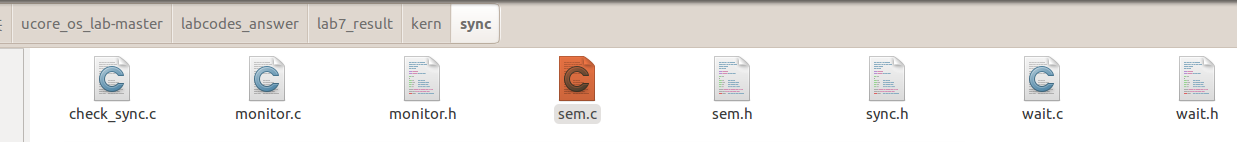 ucore_os_lab-master labcodes_answer lab7_result kern sync
check_sync.c monitor.c monitor.h sem.c sem.h sync.h wait.c wait.h